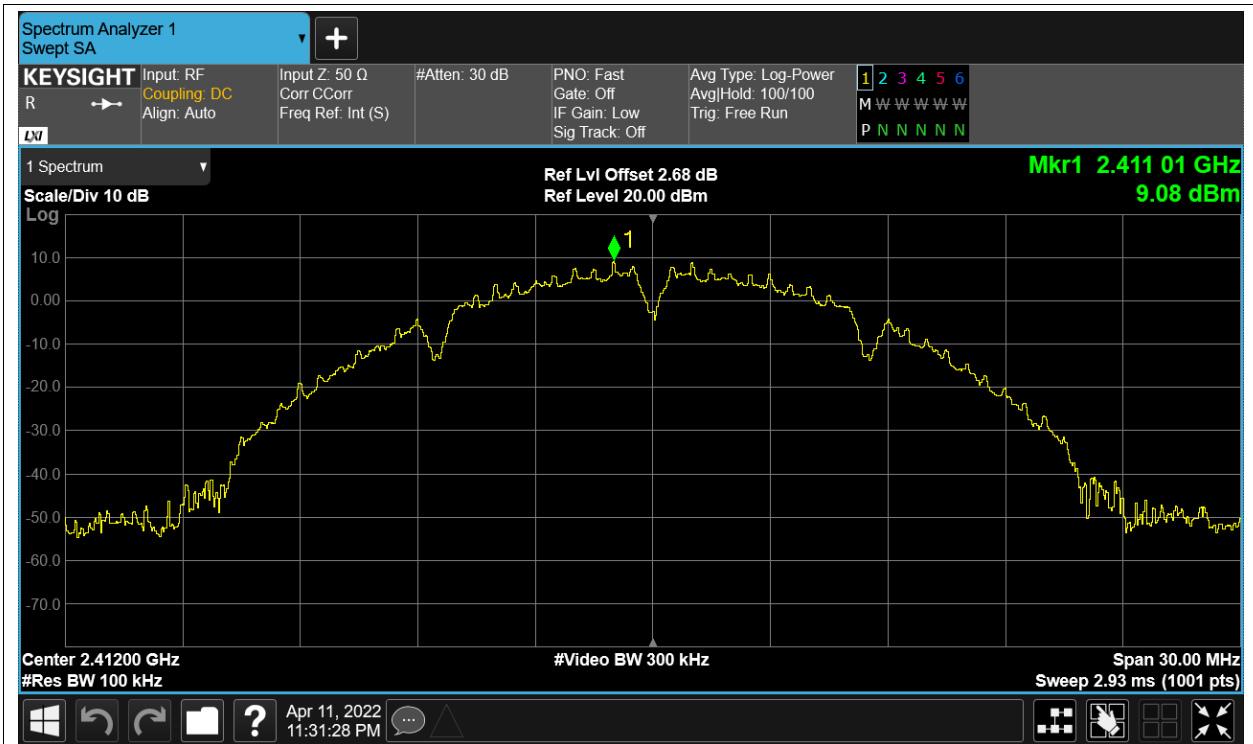 Spectrum Analyzer 1
Swept SA
KEYSIGHT
R
LXI
Input: RF
Coupling: DC
Align: Auto
Input Z: 50 Ω
Corr CCorr
Freq Ref: Int (S)
#Atten: 30 dB
PNO: Fast
Gate: Off
IF Gain: Low
Sig Track: Off
Avg Type: Log-Power
Avg|Hold: 100/100
Trig: Free Run
1 2 3 4 5 6
M W W W W W W
P N N N N N
1 Spectrum
Scale/Div 10 dB
Log
Ref Lvl Offset 2.68 dB
Ref Level 20.00 dBm
Mkr1 2.411 01 GHz
9.08 dBm
1
10.0
0.00
-10.0
-20.0
-30.0
-40.0
-50.0
-60.0
-70.0
Center 2.41200 GHz
#Video BW 300 kHz
Span 30.00 MHz
#Res BW 100 kHz
Sweep 2.93 ms (1001 pts)
?
Apr 11, 2022
11:31:28 PM